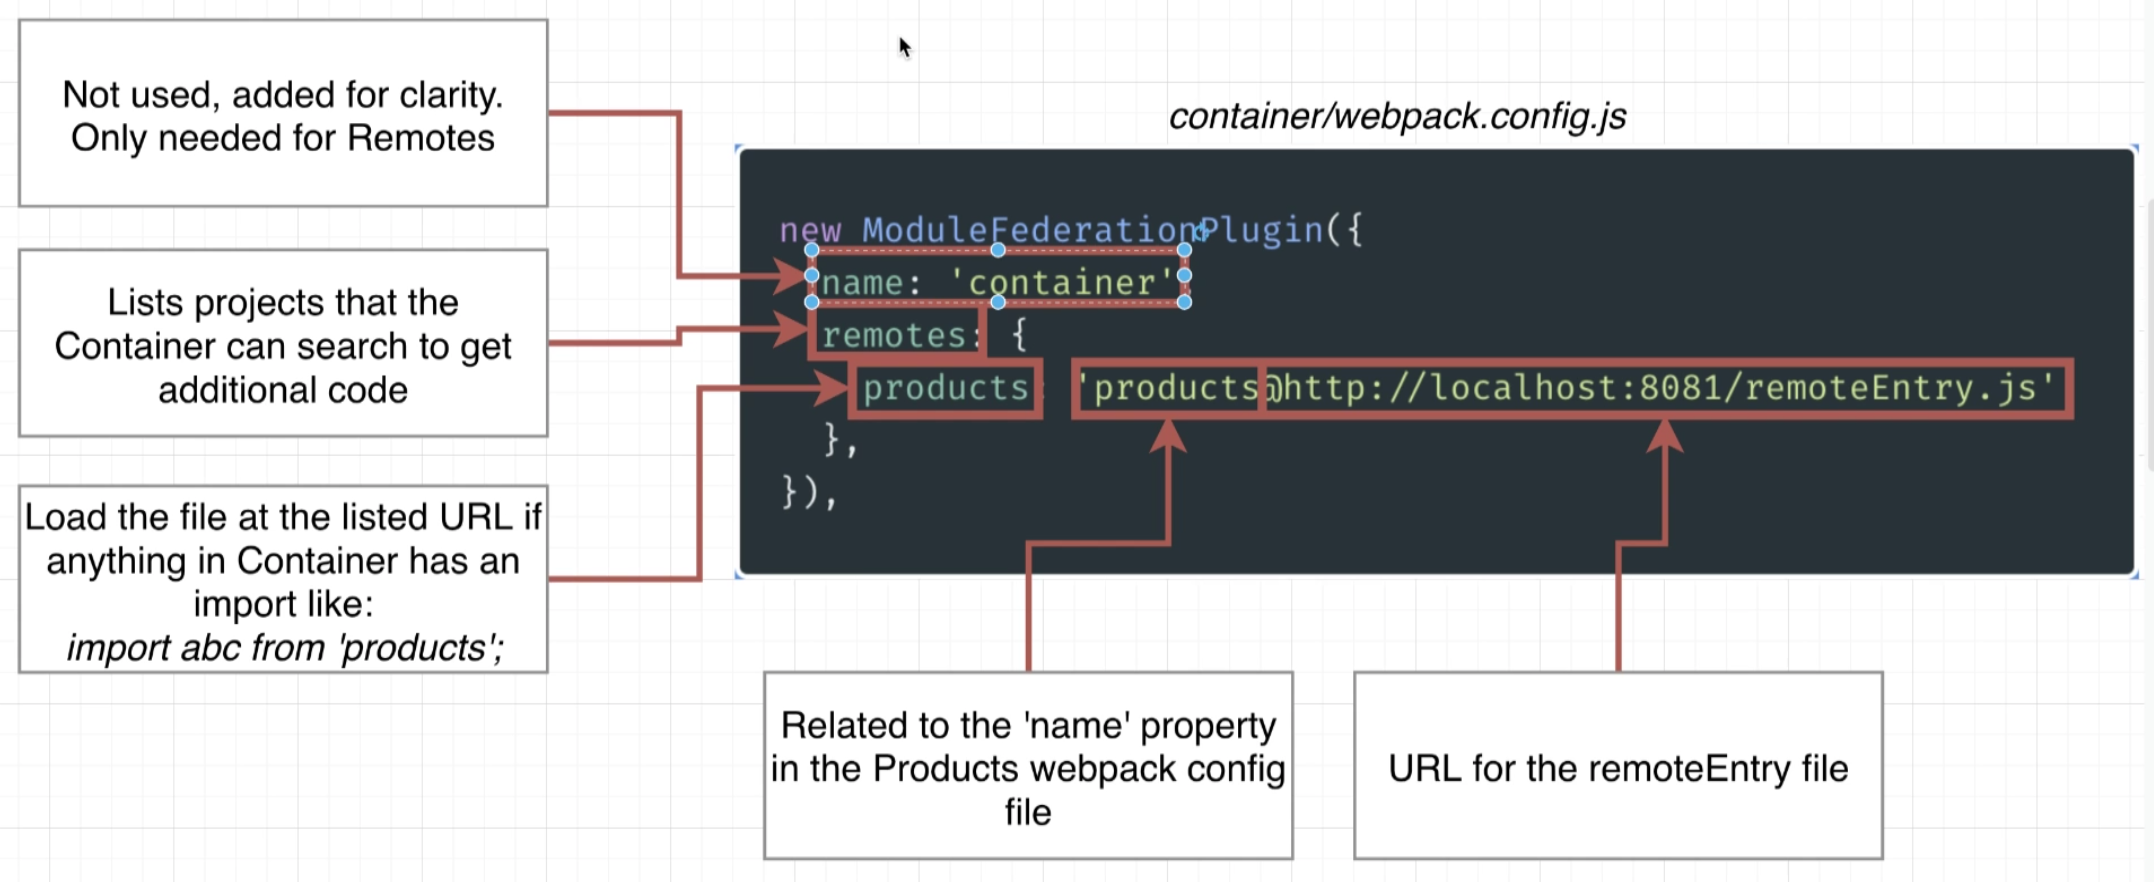 Not used, added for clarity.
Only needed for Remotes
Lists projects that the
Container can search to get
additional code
Load the file at the listed URL if
anything in Container has an
import like:
import abc from 'products';
container/webpack.config.js
new ModuleFederationPlugin({
name: 'container'
remotes: {
products: 'products@http://localhost:8081/remoteEntry.js'
},
}),
Related to the 'name' property
in the Products webpack config
file
URL for the remoteEntry file